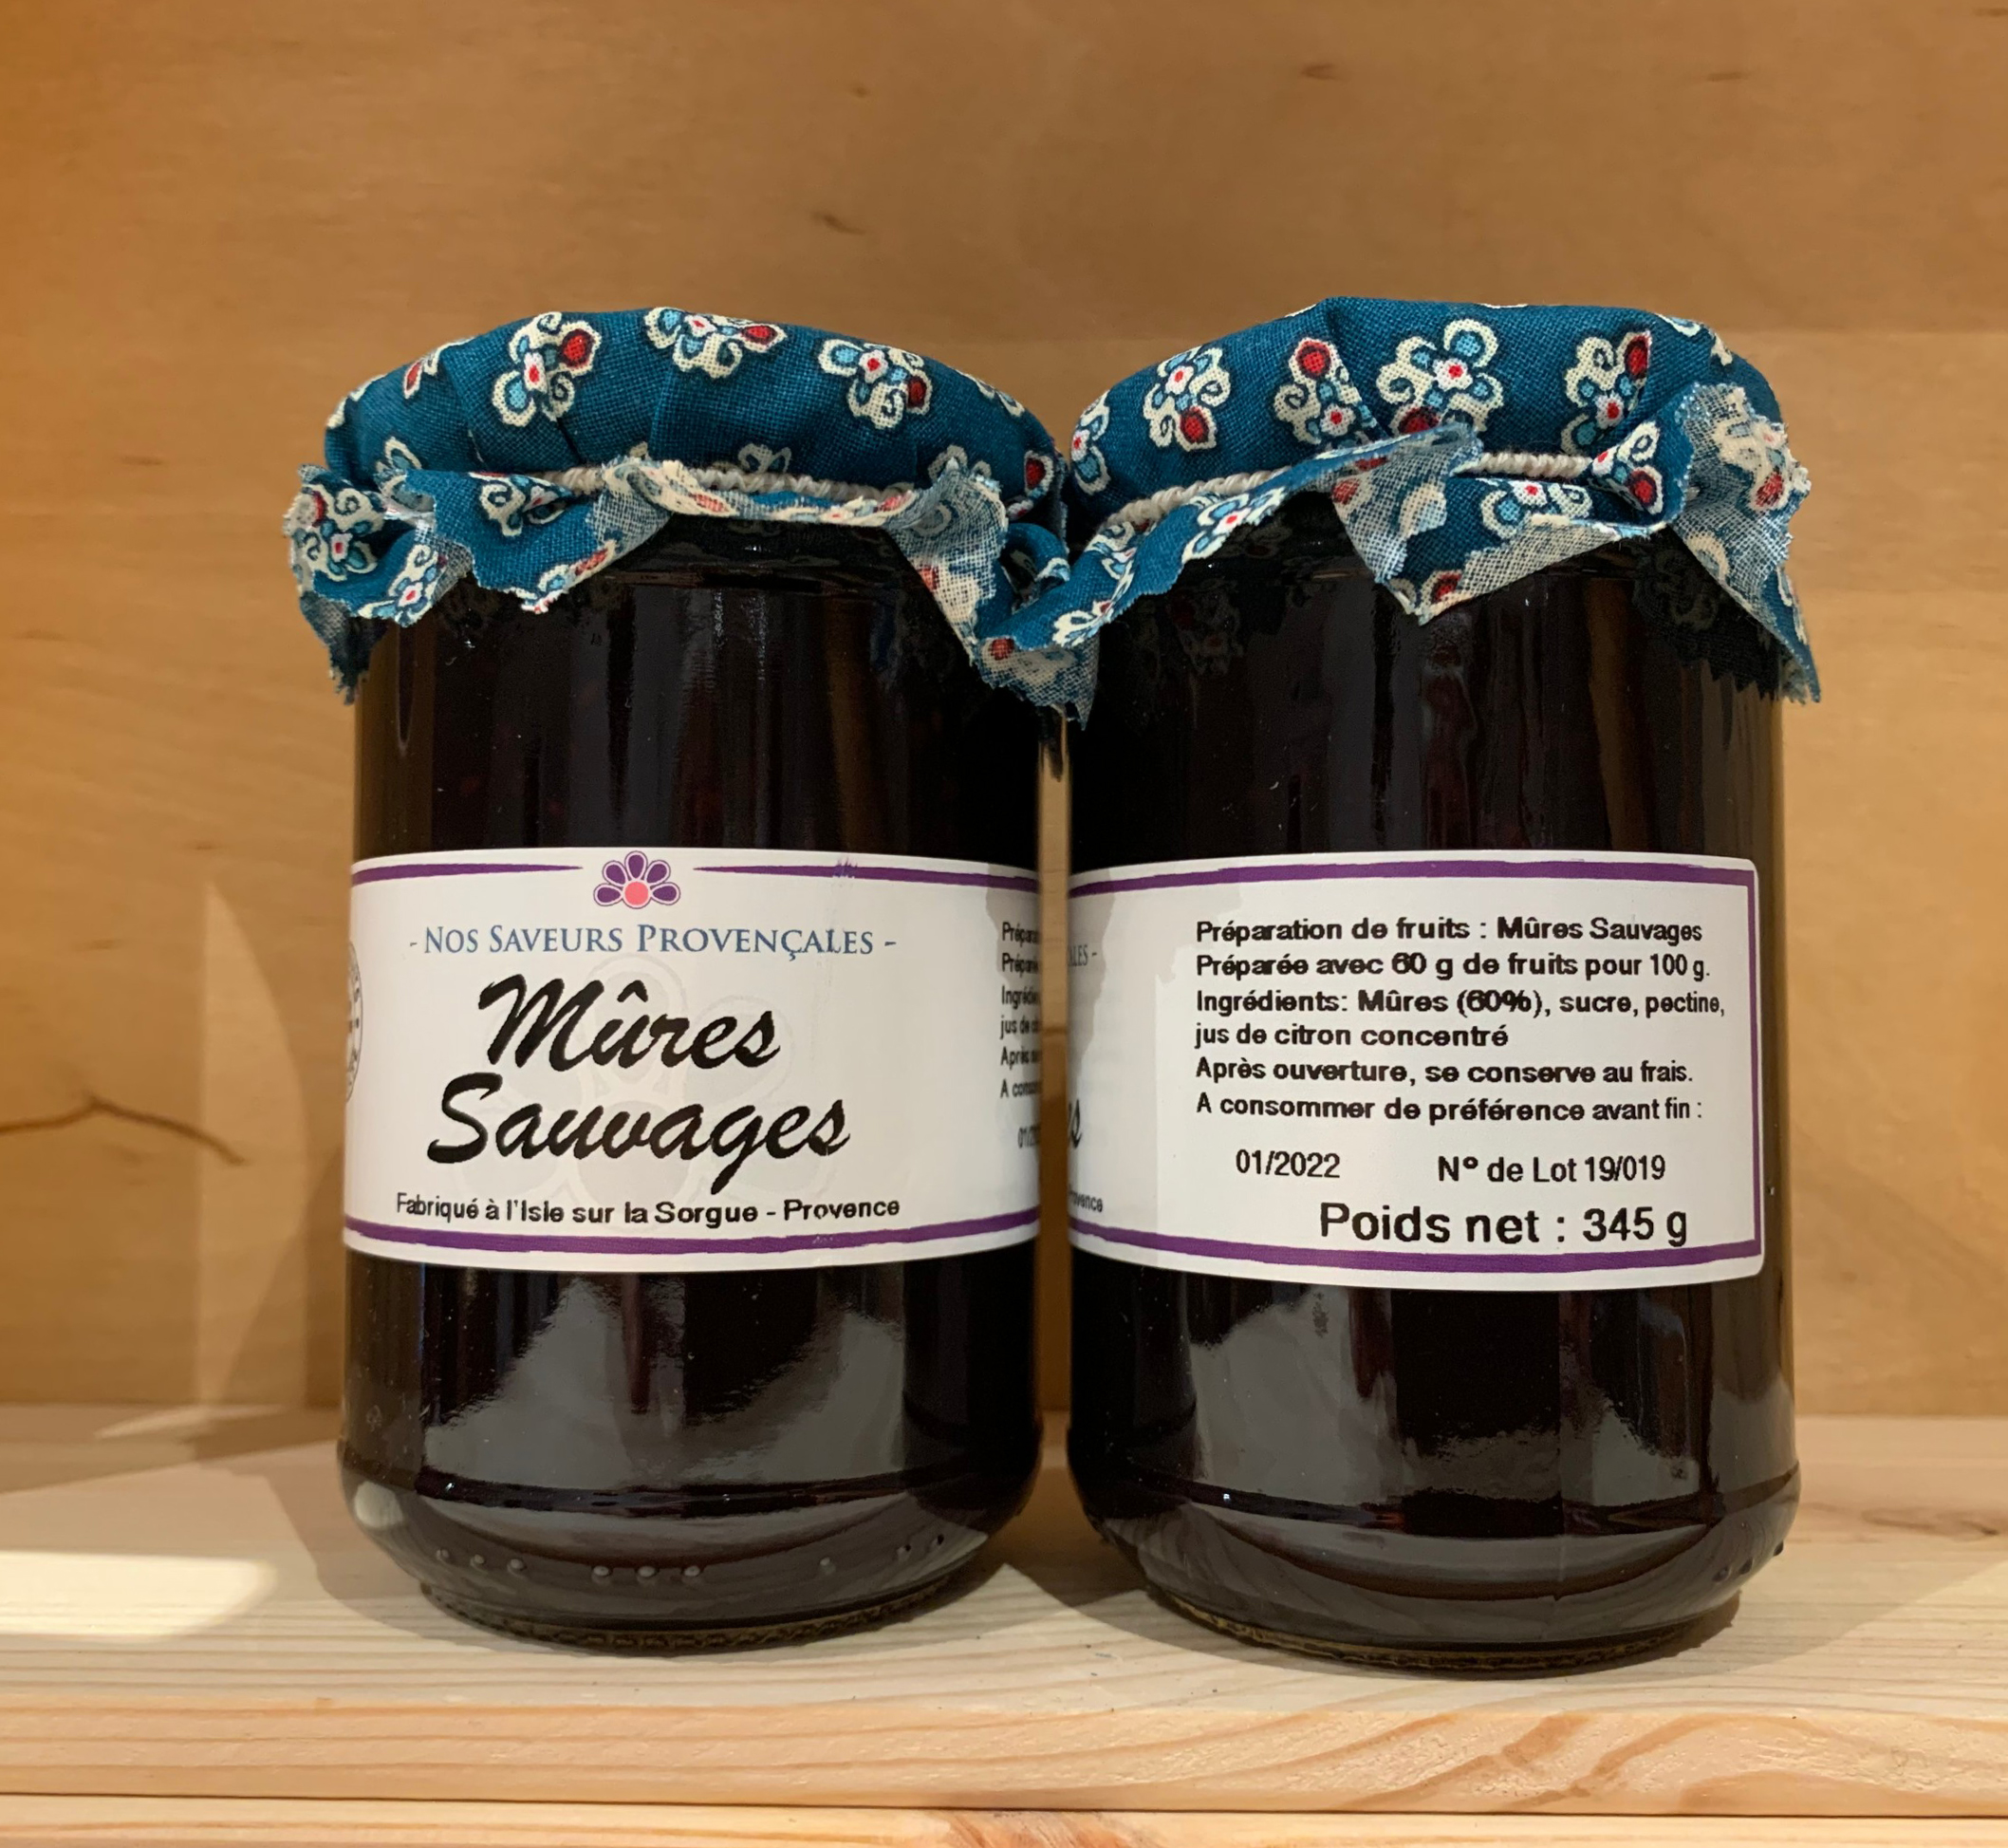 - NOS SAVEURS PROVENÇALES -
Mûres
Sauvages
Fabriqué à l'Isle sur la Sorgue - Provence
Préparation de fruits : Mûres Sauvages
Préparée avec 60 g de fruits pour 100 g.
Ingrédients: Mûres (60%), sucre, pectine,
jus de citron concentré
Après ouverture, se conserve au frais.
A consommer de préférence avant fin :
01/2022 N° de Lot 19/019
Poids net : 345 g